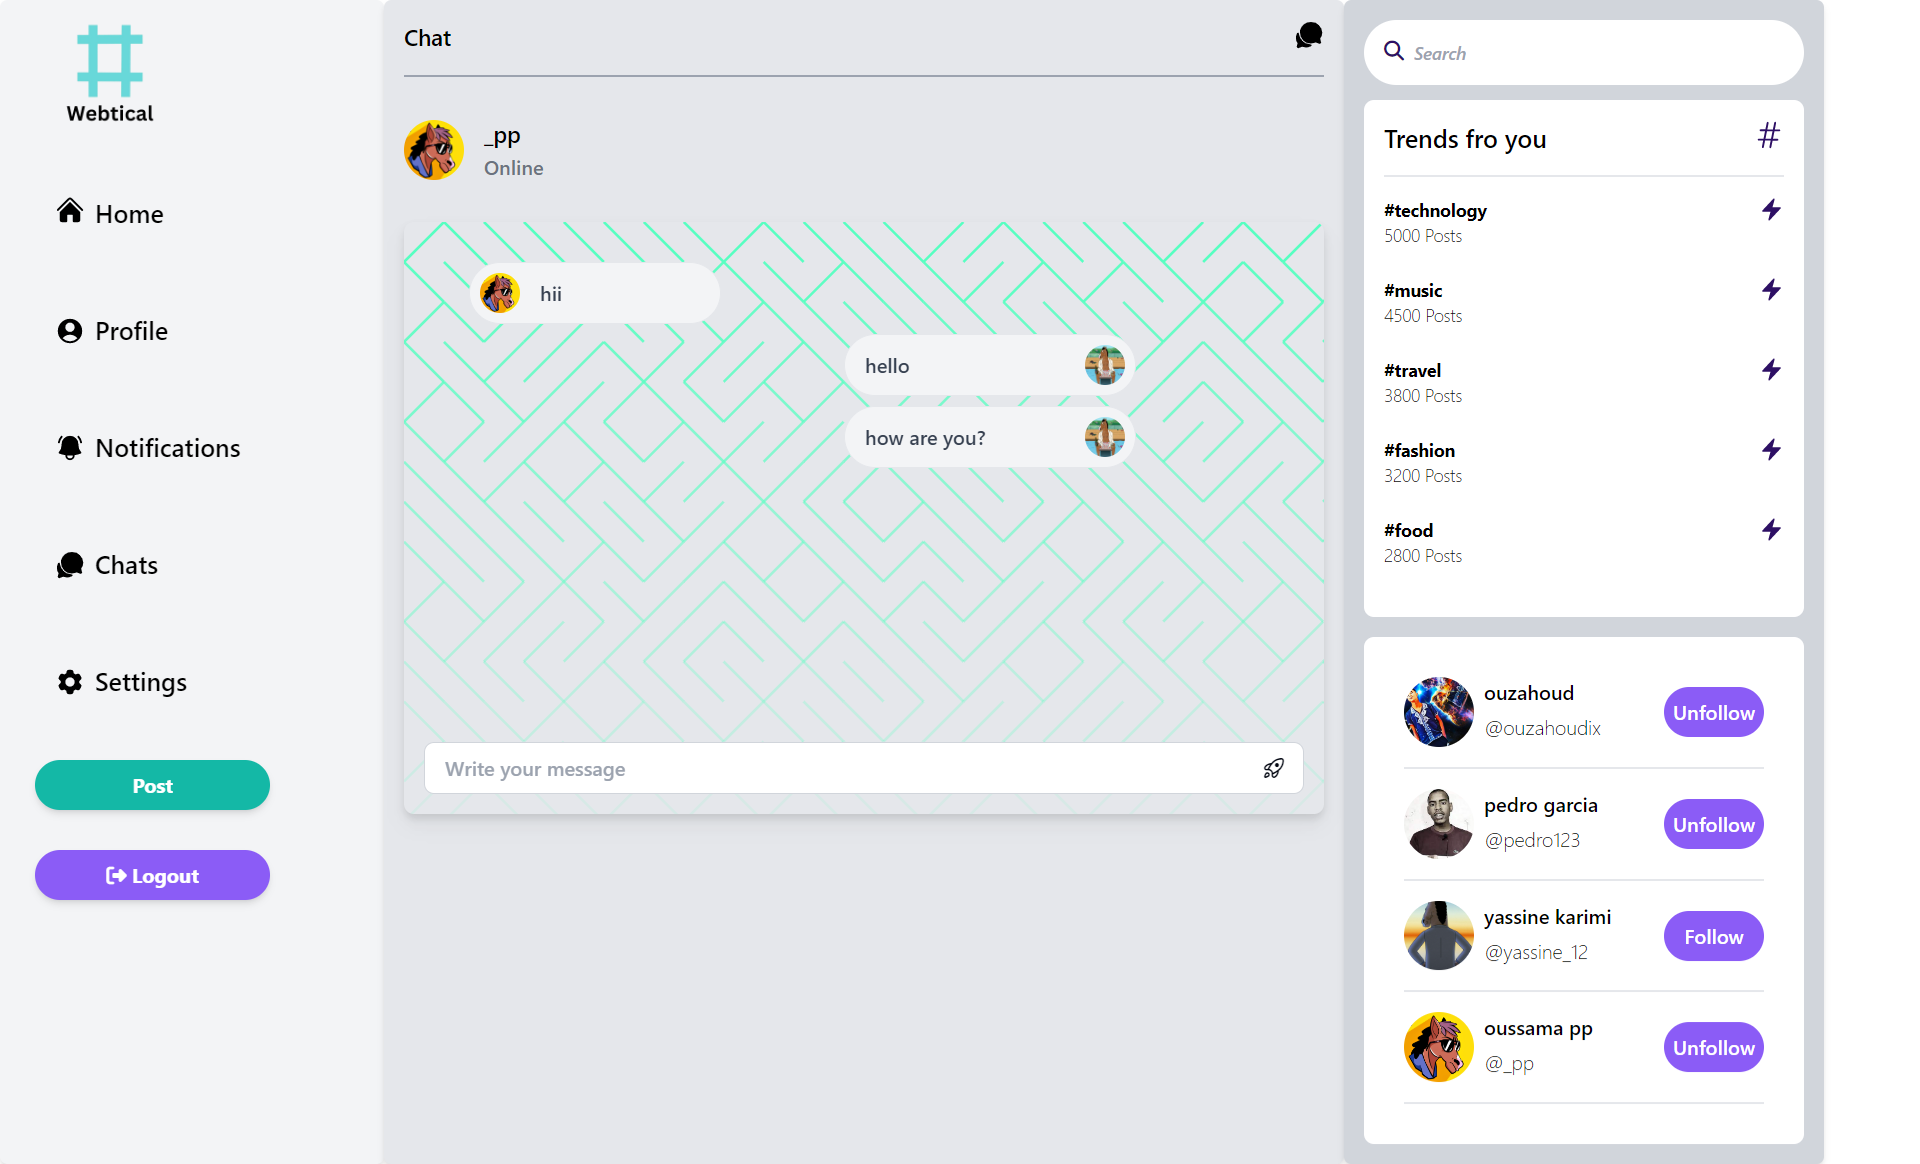 Webtical
Home
Profile
Notifications
Chats
Settings
Post
Logout
Chat
_pp
Online
hii
hello
how are you?
Write your message
Search
Trends fro you
#technology
5000 Posts
#music
4500 Posts
#travel
3800 Posts
#fashion
3200 Posts
#food
2800 Posts
ouzahoud
@ouzahoudix
Unfollow
pedro garcia
@pedro123
Unfollow
yassine karimi
@yassine_12
Follow
oussama pp
@_pp
Unfollow